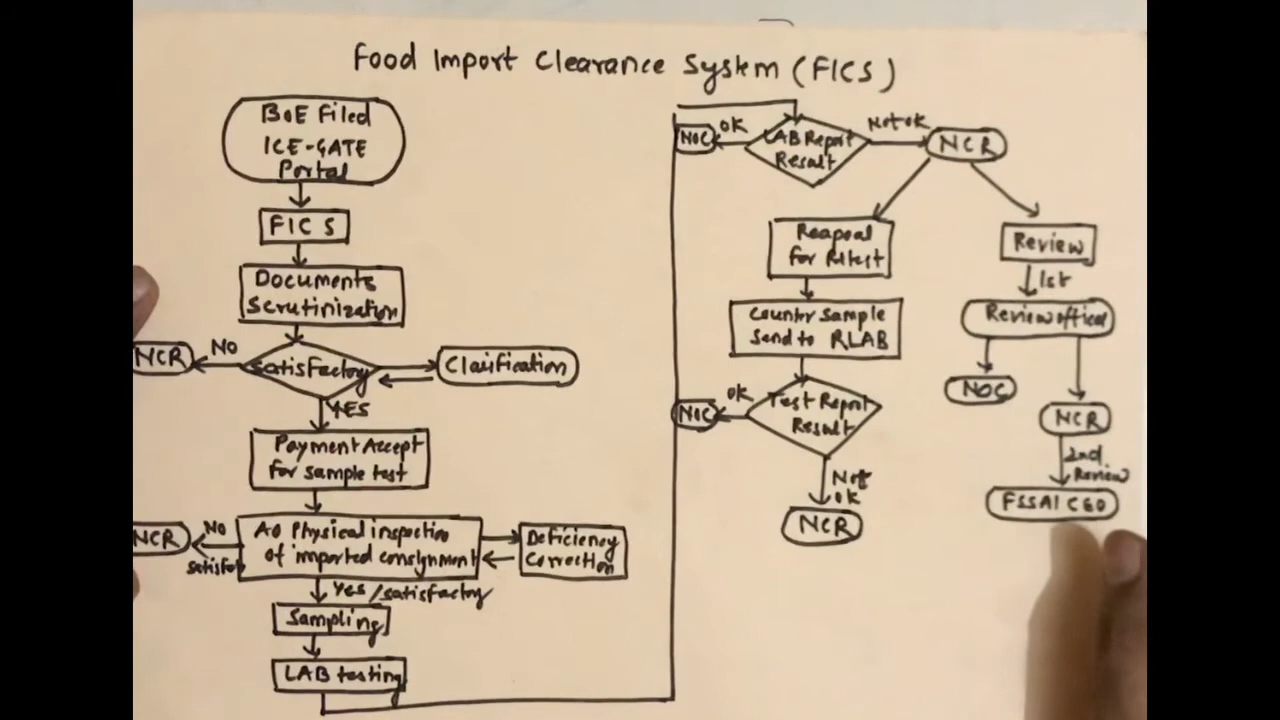 Food Import Clearance System (FICS)
BOE Filed
ICE-GATE
Portal
FICS
Documents
Scrutinization
NCR
NO
Satisfactory
Clarification
YES
Payment Accept
for sample test
NCR
NO
Satisfa
AO Physical inspection
of imported consignment
Deficiency
Correction
Yes/satisfactory
Sampling
LAB testing
NOC
OK
LAB Report
Result
Not ok
NCR
Reapeal
for Retest
Counter Sample
Send to RLAB
NOC
OK
Test Report
Result
Not
OK
NCR
Review
1st
Review officer
NOC
NCR
2nd
Review
FSSAI CEO